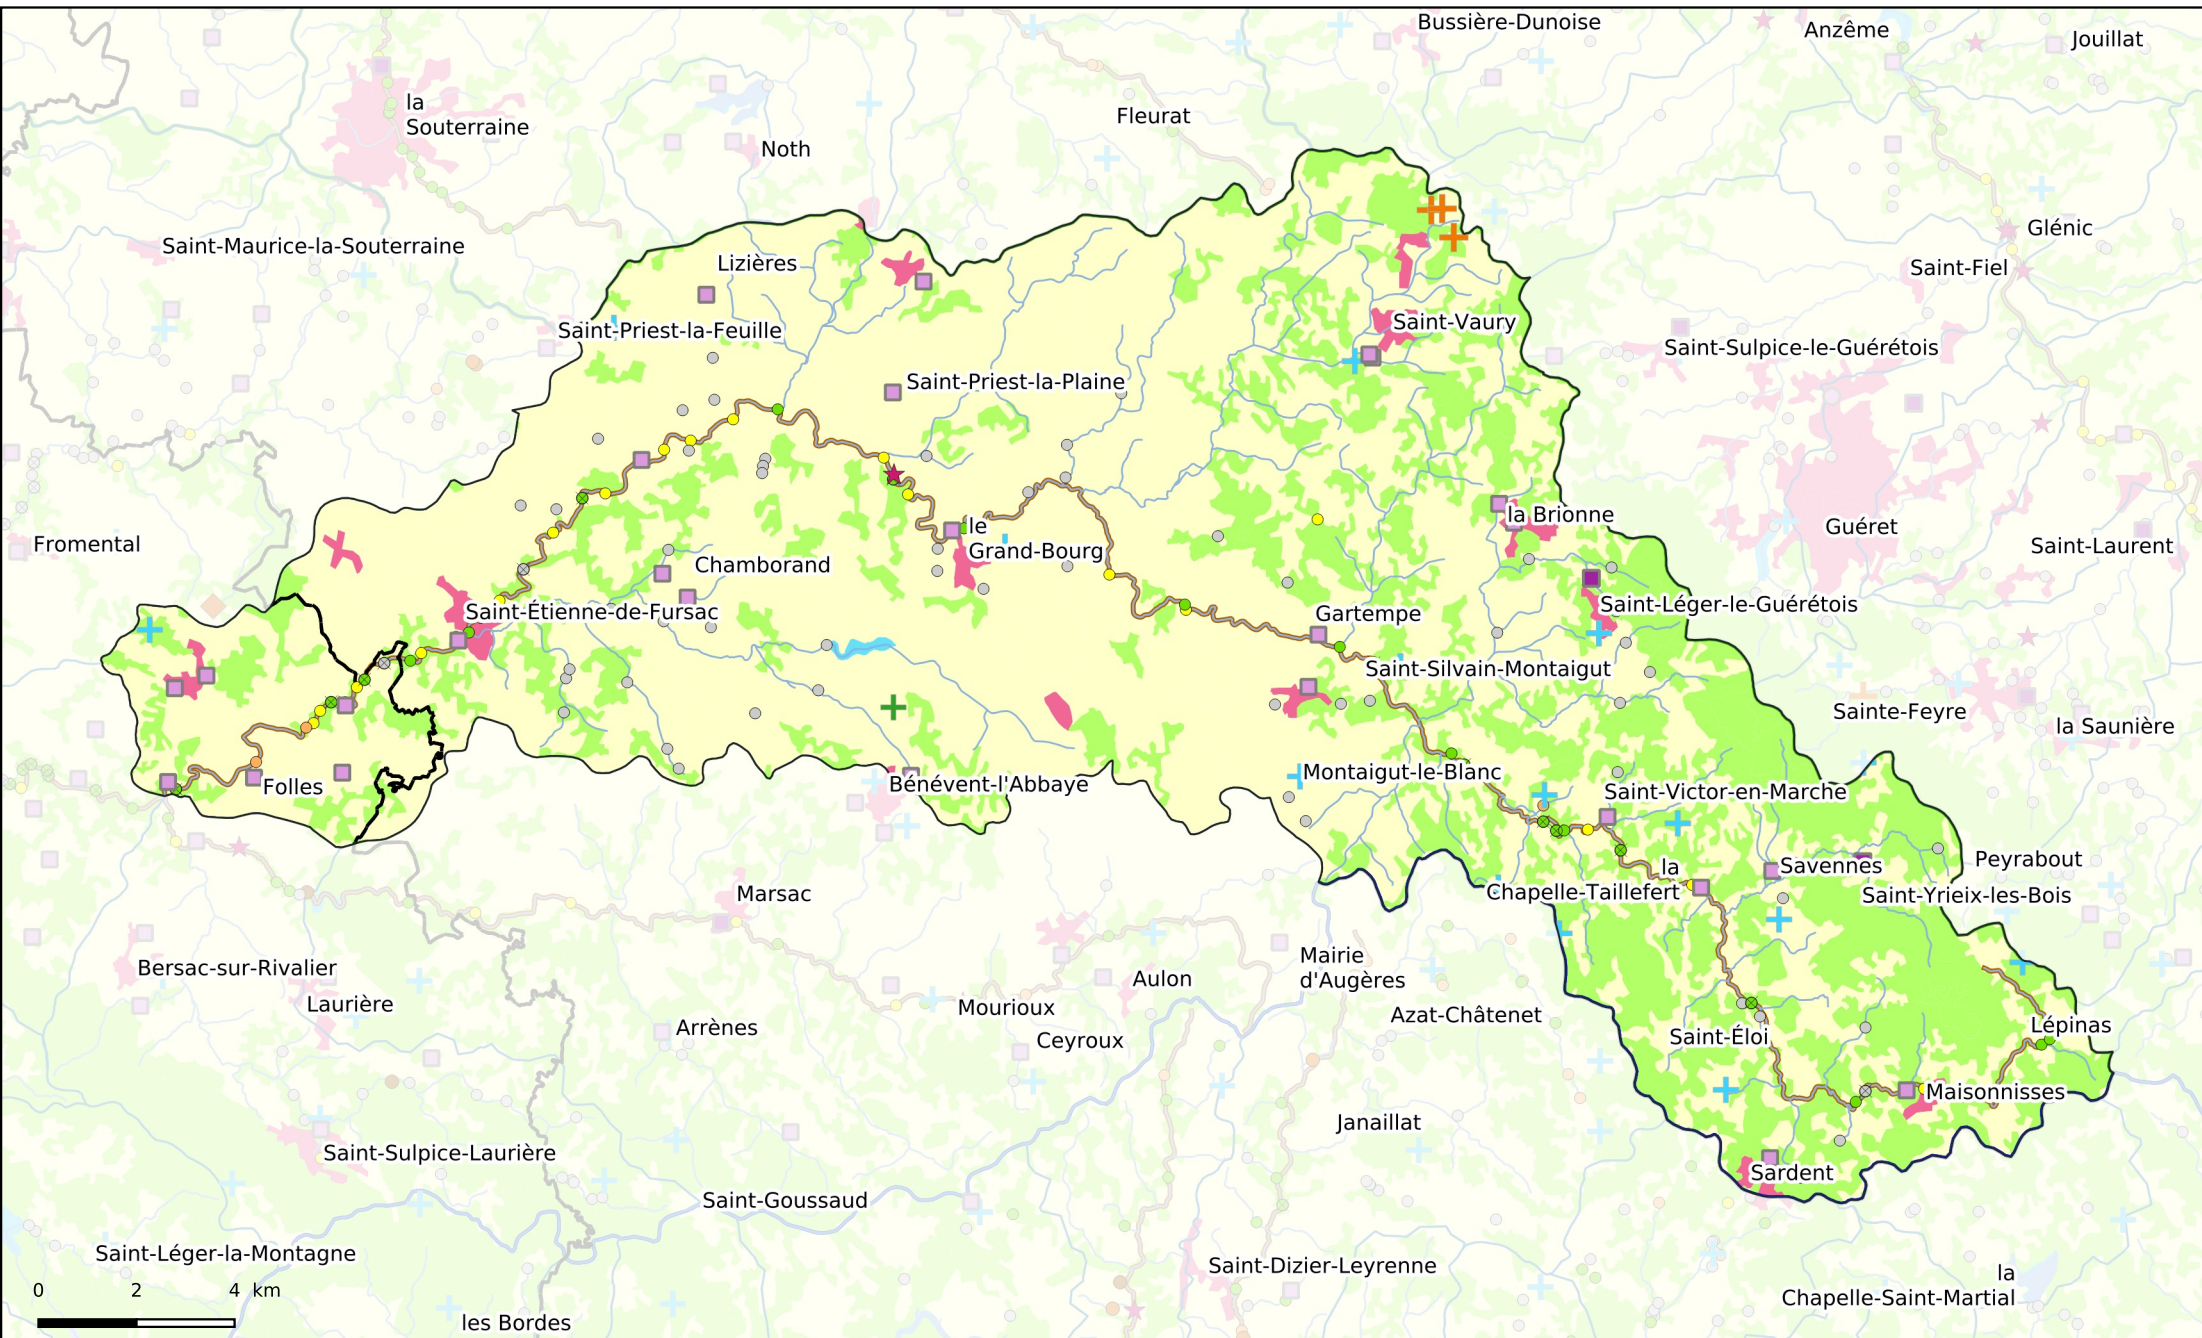 Bussière-Dunoise
Anzême
Jouillat
la
Souterraine
Fleurat
Noth
Glénic
Saint-Maurice-la-Souterraine
Lizières
Saint-Fiel
Saint-Priest-la-Feuille
Saint-Vaury
Saint-Sulpice-le-Guérétois
Saint-Priest-la-Plaine
la Brionne
le
Grand-Bourg
Guéret
Fromental
Saint-Laurent
Chamborand
Saint-Étienne-de-Fursac
Gartempe
Saint-Léger-le-Guérétois
Saint-Silvain-Montaigut
Sainte-Feyre
la Saunière
Folles
Bénévent-l'Abbaye
Montaigut-le-Blanc
Saint-Victor-en-Marche
la
Chapelle-Taillefert
Savennes
Peyrabout
Marsac
Saint-Yrieix-les-Bois
Mairie
d'Augères
Bersac-sur-Rivalier
Aulon
Laurière
Mourioux
Azat-Châtenet
Arrènes
Ceyroux
Saint-Éloi
Lépinas
Maisonnisses
Janaillat
Saint-Sulpice-Laurière
Sardent
Saint-Goussaud
Saint-Léger-la-Montagne
Saint-Dizier-Leyrenne
la
Chapelle-Saint-Martial
0 2 4 km
les Bordes